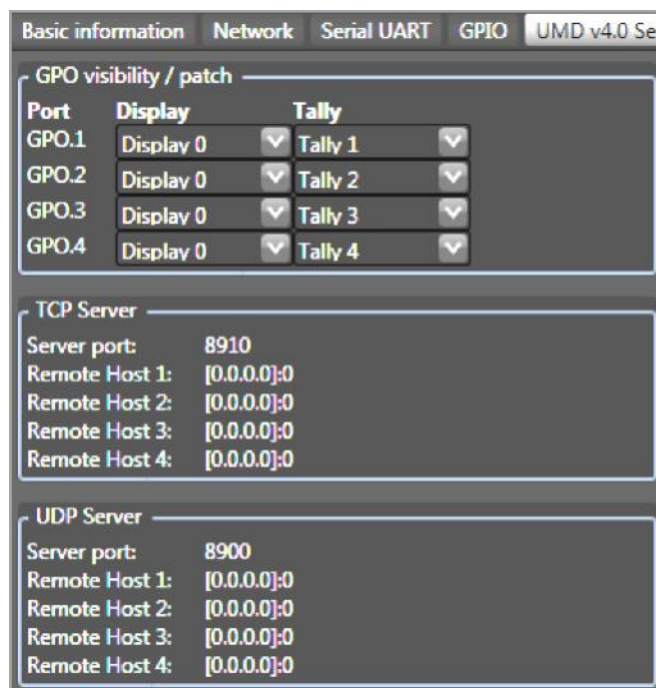 Basic information Network Serial UART GPIO UMD v4.0 Se
GPO visibility / patch
Port Display Tally
GPO.1 Display 0 Tally 1
GPO.2 Display 0 Tally 2
GPO.3 Display 0 Tally 3
GPO.4 Display 0 Tally 4
TCP Server
Server port: 8910
Remote Host 1: [0.0.0.0]:0
Remote Host 2: [0.0.0.0]:0
Remote Host 3: [0.0.0.0]:0
Remote Host 4: [0.0.0.0]:0
UDP Server
Server port: 8900
Remote Host 1: [0.0.0.0]:0
Remote Host 2: [0.0.0.0]:0
Remote Host 3: [0.0.0.0]:0
Remote Host 4: [0.0.0.0]:0